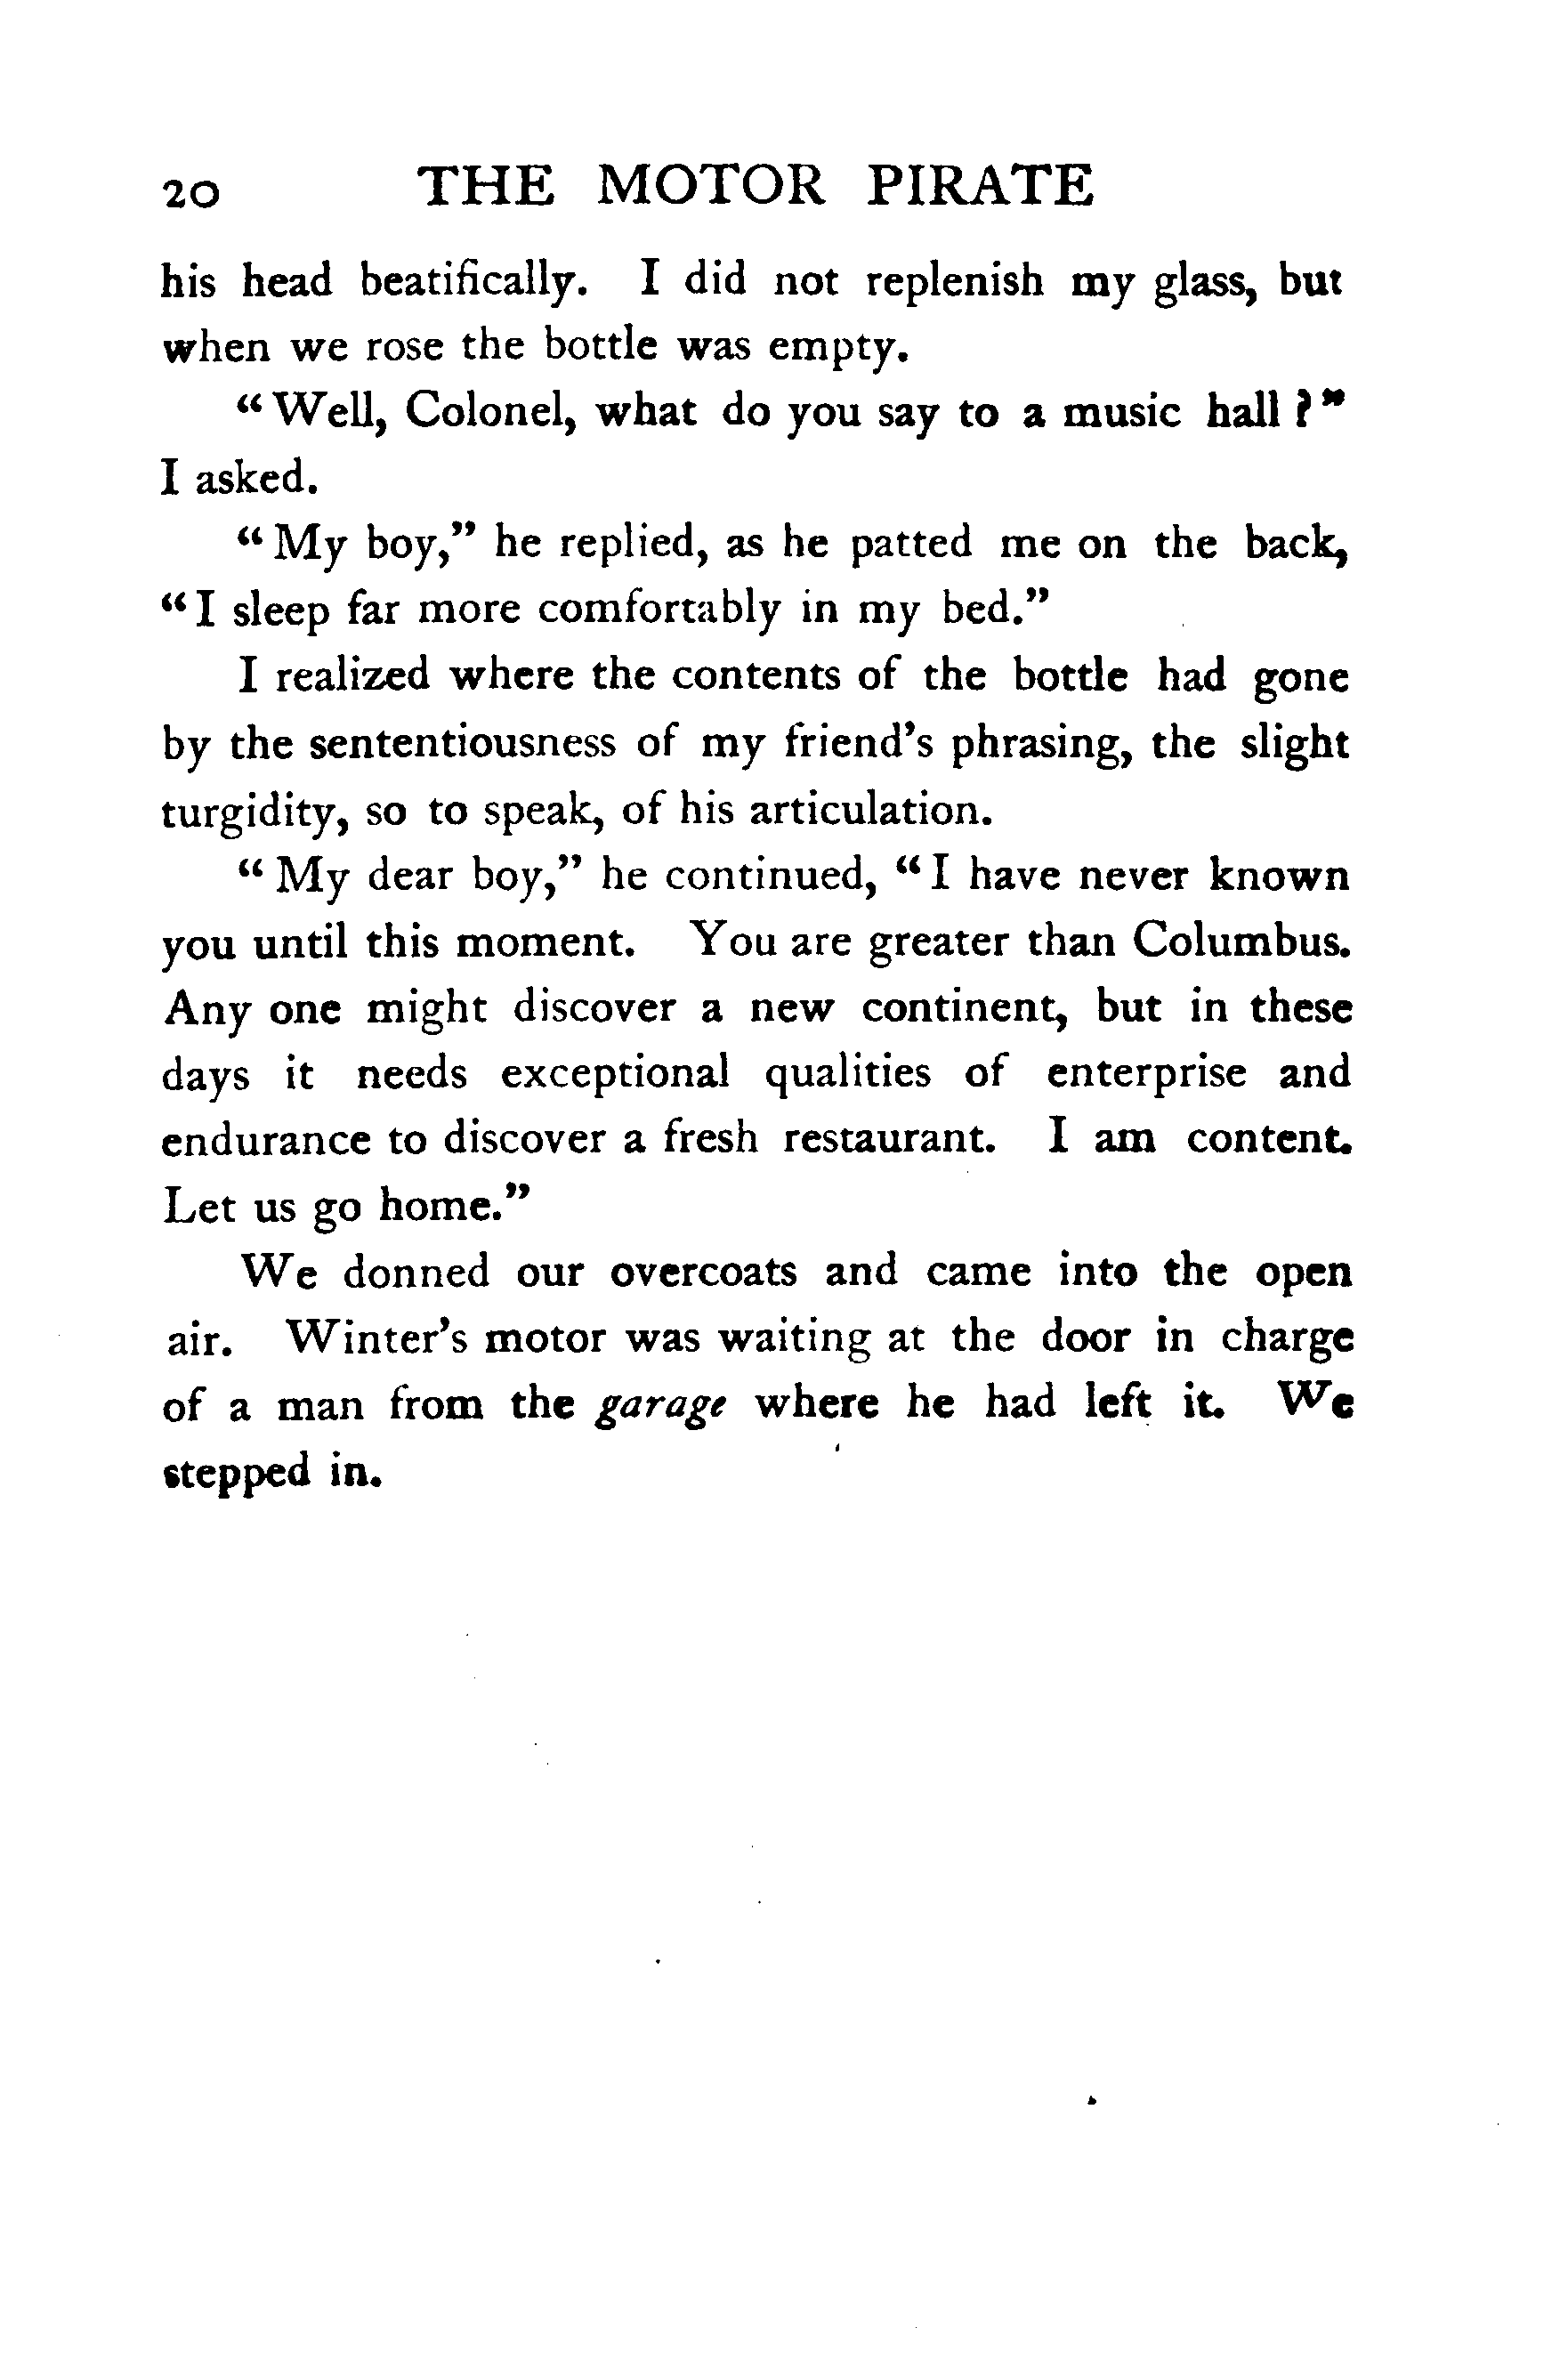 20 THE MOTOR PIRATE
his head beatifically. I did not replenish my glass, but
when we rose the bottle was empty.
“Well, Colonel, what do you say to a music hall?”
I asked.
“My boy,” he replied, as he patted me on the back,
“I sleep far more comfortably in my bed.”
I realized where the contents of the bottle had gone
by the sententiousness of my friend’s phrasing, the slight
turgidity, so to speak, of his articulation.
“My dear boy,” he continued, “I have never known
you until this moment. You are greater than Columbus.
Any one might discover a new continent, but in these
days it needs exceptional qualities of enterprise and
endurance to discover a fresh restaurant. I am content.
Let us go home.”
We donned our overcoats and came into the open
air. Winter’s motor was waiting at the door in charge
of a man from the garage where he had left it. We
stepped in.